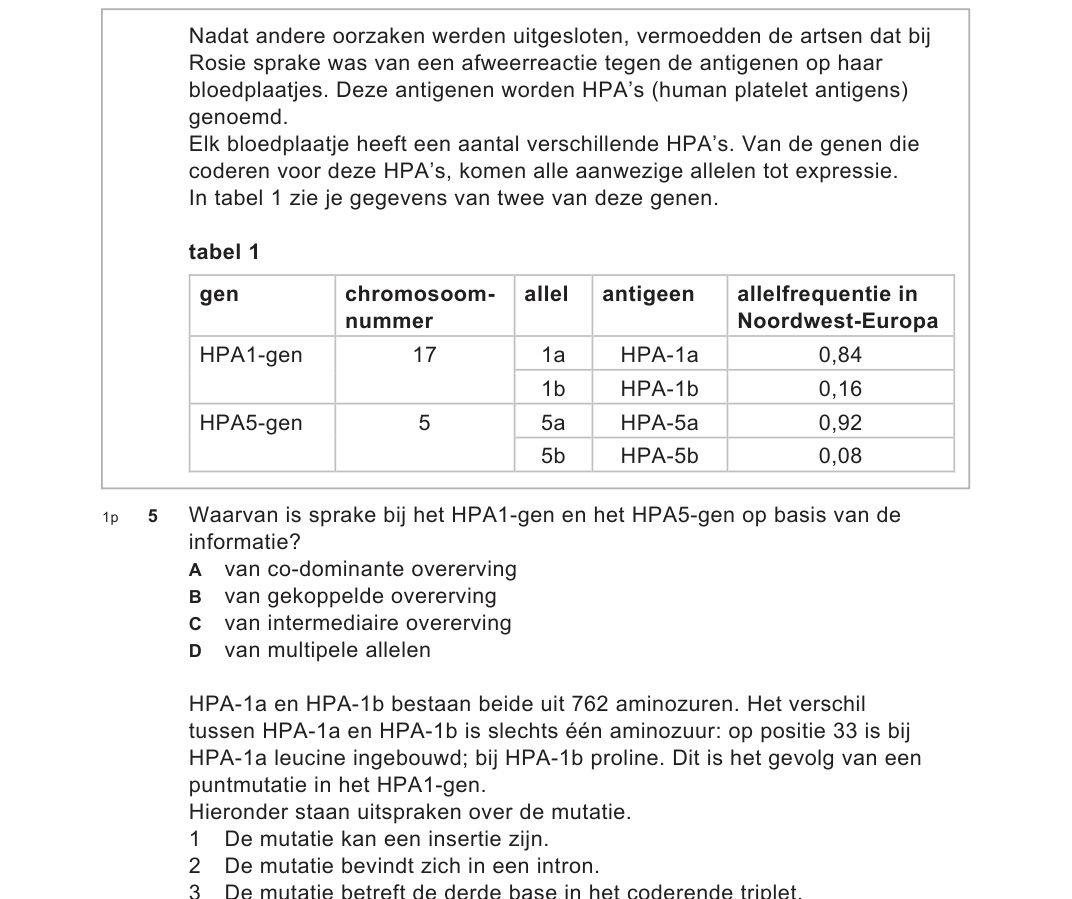 Nadat andere oorzaken werden uitgesloten, vermoedden de artsen dat bij
Rosie sprake was van een afweerreactie tegen de antigenen op haar
bloedplaatjes. Deze antigenen worden HPA's (human platelet antigens)
genoemd.
Elk bloedplaatje heeft een aantal verschillende HPA's. Van de genen die
coderen voor deze HPA's, komen alle aanwezige allelen tot expressie.
In tabel 1 zie je gegevens van twee van deze genen.
tabel 1
gen chromosoom-nummer allel antigeen allelfrequentie in Noordwest-Europa
HPA1-gen 17 1a HPA-1a 0,84
1b HPA-1b 0,16
HPA5-gen 5 5a HPA-5a 0,92
5b HPA-5b 0,08
1p 5 Waarvan is sprake bij het HPA1-gen en het HPA5-gen op basis van de
informatie?
A van co-dominante overerving
B van gekoppelde overerving
C van intermediaire overerving
D van multipele allelen
HPA-1a en HPA-1b bestaan beide uit 762 aminozuren. Het verschil
tussen HPA-1a en HPA-1b is slechts één aminozuur: op positie 33 is bij
HPA-1a leucine ingebouwd; bij HPA-1b proline. Dit is het gevolg van een
puntmutatie in het HPA1-gen.
Hieronder staan uitspraken over de mutatie.
1 De mutatie kan een insertie zijn.
2 De mutatie bevindt zich in een intron.
3 De mutatie betreft de derde base in het coderende triplet.